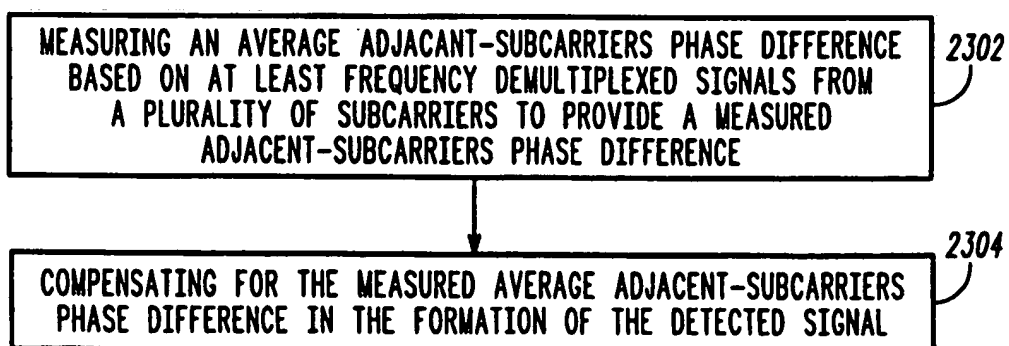 MEASURING AN AVERAGE ADJACANT-SUBCARRIERS PHASE DIFFERENCE
BASED ON AT LEAST FREQUENCY DEMULTIPLEXED SIGNALS FROM
A PLURALITY OF SUBCARRIERS TO PROVIDE A MEASURED
ADJACENT-SUBCARRIERS PHASE DIFFERENCE
2302
COMPENSATING FOR THE MEASURED AVERAGE ADJACENT-SUBCARRIERS
PHASE DIFFERENCE IN THE FORMATION OF THE DETECTED SIGNAL
2304